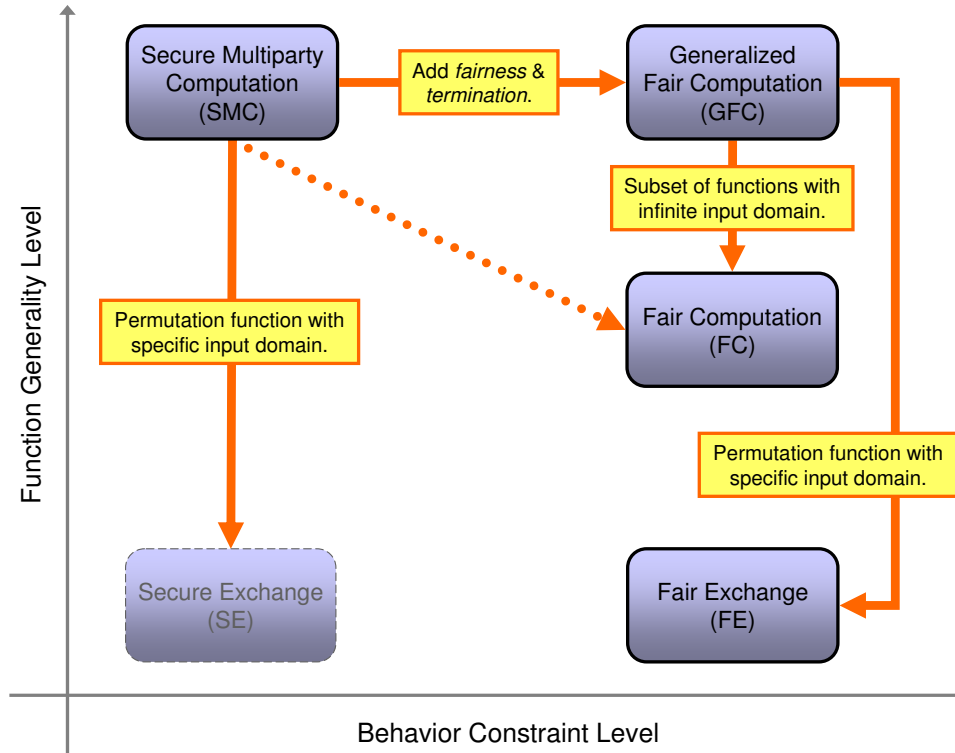 Secure Multiparty
Computation
(SMC)
Add fairness &
termination.
Generalized
Fair Computation
(GFC)
Subset of functions with
infinite input domain.
Function Generality Level
Permutation function with
specific input domain.
Fair Computation
(FC)
Permutation function with
specific input domain.
Secure Exchange
(SE)
Fair Exchange
(FE)
Behavior Constraint Level